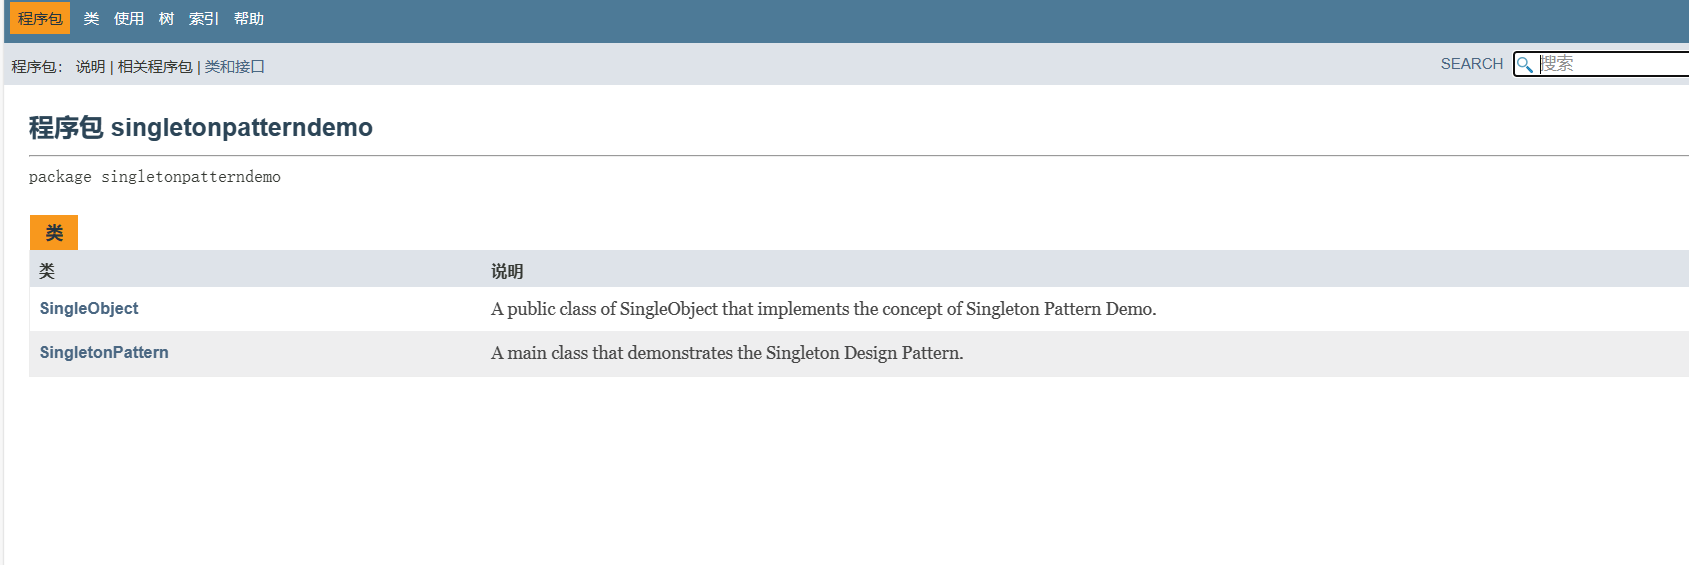 程序包 类 使用 树 索引 帮助
程序包： 说明 | 相关程序包 | 类和接口 SEARCH 搜索
程序包 singletonpatterndemo
package singletonpatterndemo
类
类 说明
SingleObject A public class of SingleObject that implements the concept of Singleton Pattern Demo.
SingletonPattern A main class that demonstrates the Singleton Design Pattern.